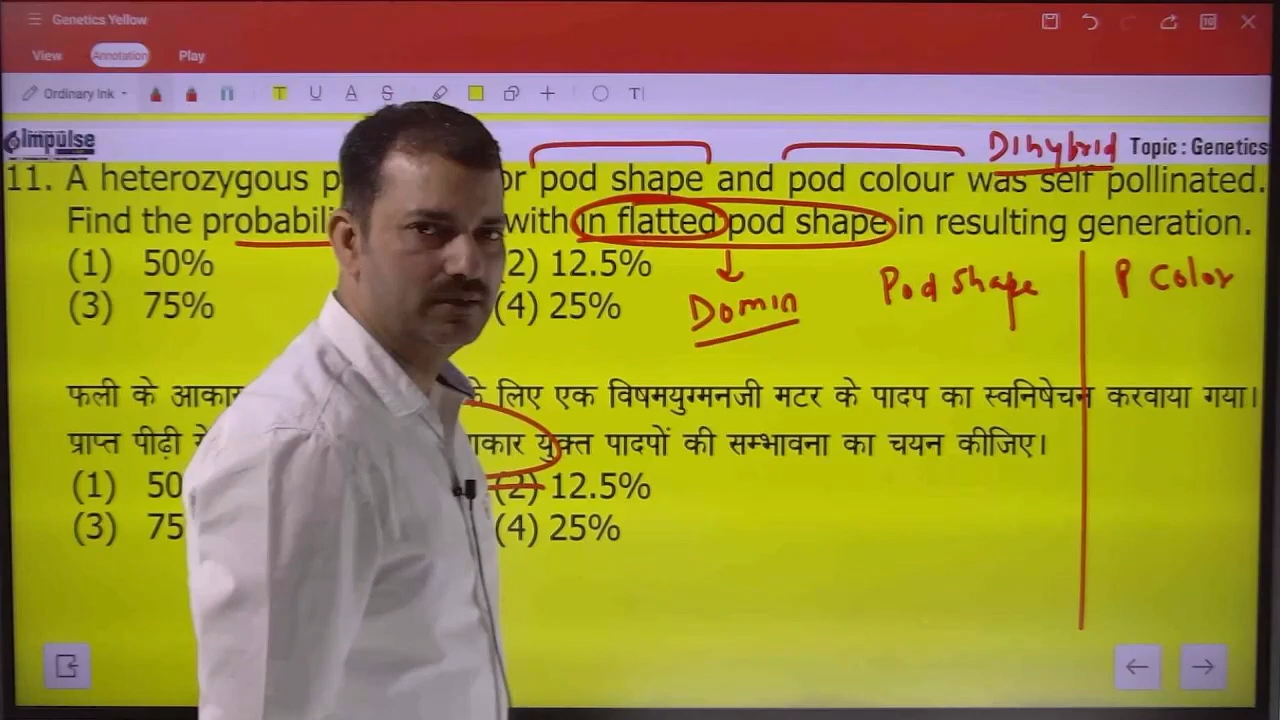 Genetics Yellow
View Annotation Play
Ordinary Ink T U A S T
Impulse Dihybrid Topic : Genetics
11. A heterozygous or pod shape and pod colour was self pollinated.
Find the with in flatted pod shape in resulting generation.
(1) 50% (2) 12.5%
(3) 75% (4) 25%
Domin Pod shape P Color
फली के आकार के लिए एक विषमयुग्मनजी मटर के पादप का स्वनिषेचन करवाया गया।
प्राप्त पीढ़ी युक्त पादपों की सम्भावना का चयन कीजिए।
(1) 50 (2) 12.5%
(3) 75 (4) 25%